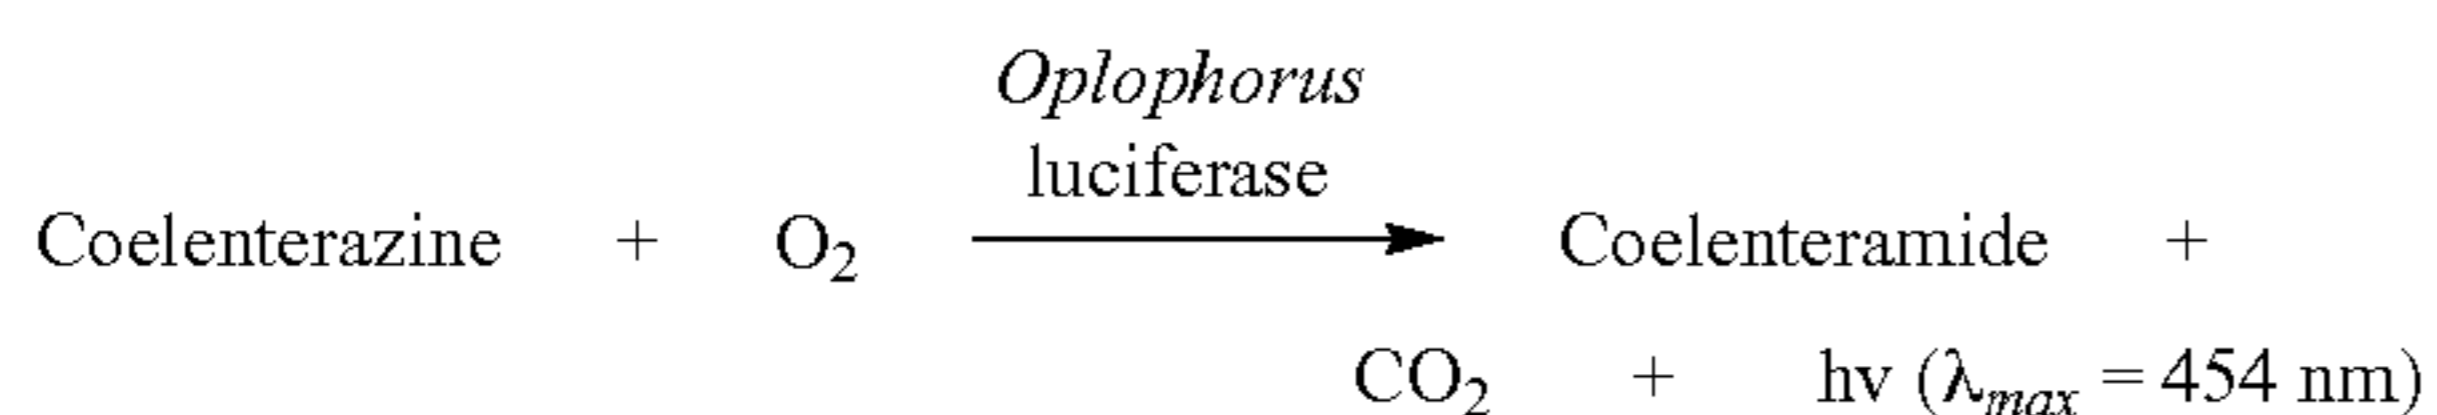 Oplophorus
luciferase
Coelenterazine + O₂ Coelenteramide +
CO₂ + hv (λmax = 454 nm)